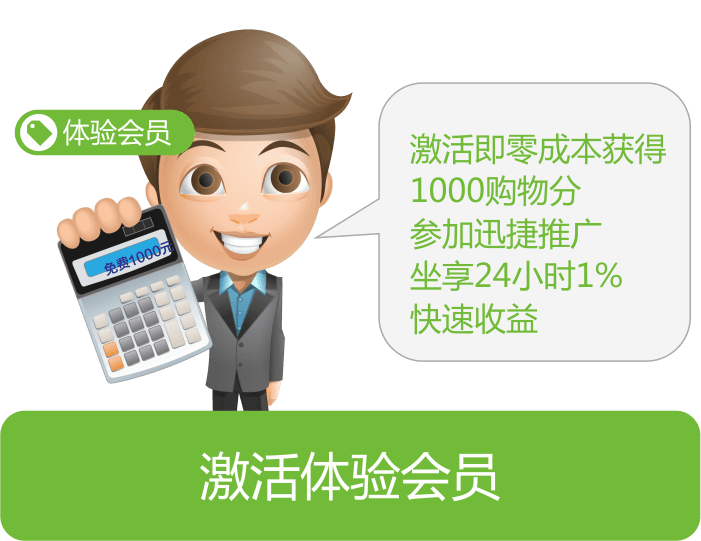 体验会员
激活即零成本获得
1000购物分
参加迅捷推广
坐享24小时1%
快速收益
免费1000元
激活体验会员